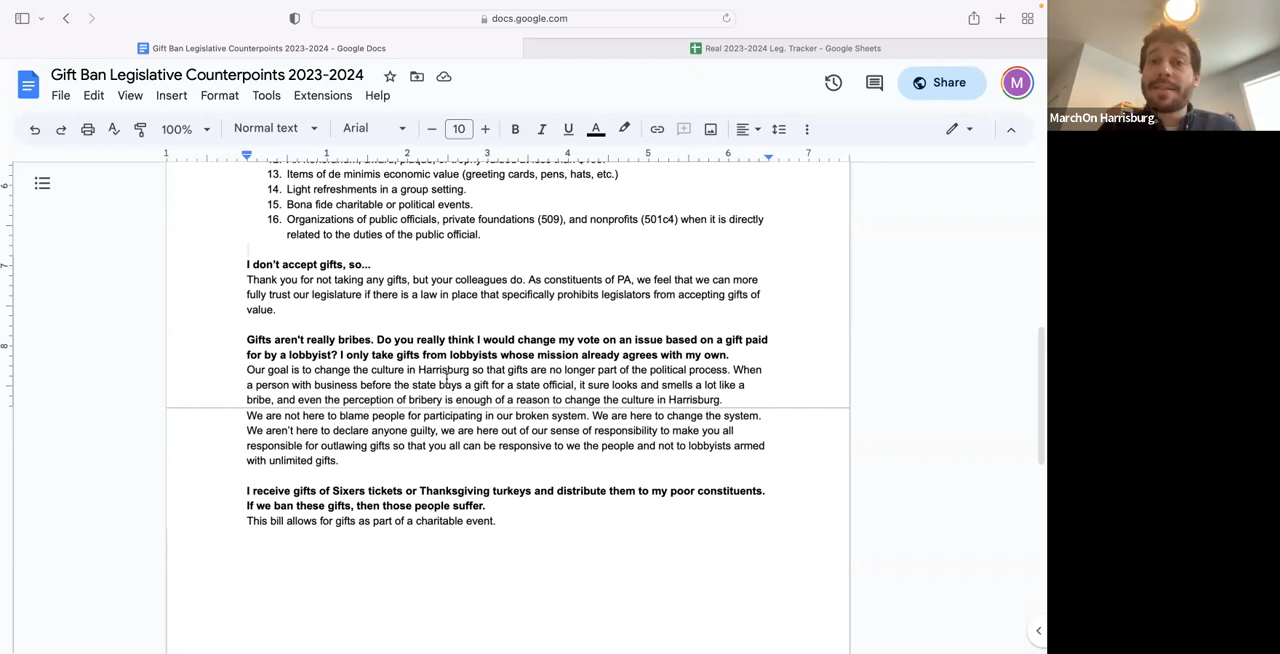 docs.google.com
Gift Ban Legislative Counterpoints 2023-2024 - Google Docs
Real 2023-2024 Leg. Tracker - Google Sheets
Gift Ban Legislative Counterpoints 2023-2024
Share
M
File Edit View Insert Format Tools Extensions Help
100% Normal text Arial 10 B I U A
1 1 2 3 4 5 6 7
13. Items of de minimis economic value (greeting cards, pens, hats, etc.)
14. Light refreshments in a group setting.
15. Bona fide charitable or political events.
16. Organizations of public officials, private foundations (509), and nonprofits (501c4) when it is directly
related to the duties of the public official.
I don't accept gifts, so...
Thank you for not taking any gifts, but your colleagues do. As constituents of PA, we feel that we can more
fully trust our legislature if there is a law in place that specifically prohibits legislators from accepting gifts of
value.
Gifts aren't really bribes. Do you really think I would change my vote on an issue based on a gift paid
for by a lobbyist? I only take gifts from lobbyists whose mission already agrees with my own.
Our goal is to change the culture in Harrisburg so that gifts are no longer part of the political process. When
a person with business before the state buys a gift for a state official, it sure looks and smells a lot like a
bribe, and even the perception of bribery is enough of a reason to change the culture in Harrisburg.
We are not here to blame people for participating in our broken system. We are here to change the system.
We aren't here to declare anyone guilty, we are here out of our sense of responsibility to make you all
responsible for outlawing gifts so that you all can be responsive to we the people and not to lobbyists armed
with unlimited gifts.
I receive gifts of Sixers tickets or Thanksgiving turkeys and distribute them to my poor constituents.
If we ban these gifts, then those people suffer.
This bill allows for gifts as part of a charitable event.
6
7
8
MarchOn Harrisburg